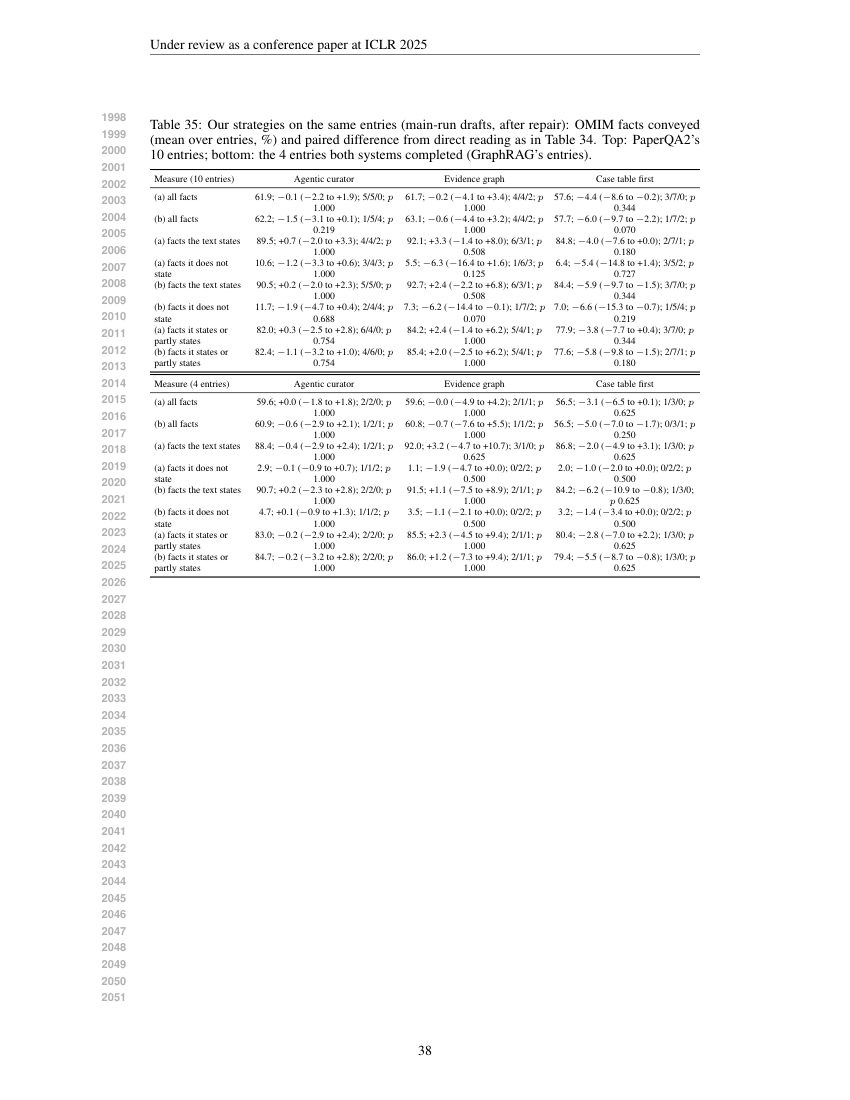 Under review as a conference paper at ICLR 2025
1998
1999
2000
2001
2002
2003
2004
2005
2006
2007
2008
2009
2010
2011
2012
2013
2014
2015
2016
2017
2018
2019
2020
2021
2022
2023
2024
2025
2026
2027
2028
2029
2030
2031
2032
2033
2034
2035
2036
2037
2038
2039
2040
2041
2042
2043
2044
2045
2046
2047
2048
2049
2050
2051
Table 35: Our strategies on the same entries (main-run drafts, after repair): OMIM facts conveyed
(mean over entries, %) and paired difference from direct reading as in Table 34. Top: PaperQA2's
10 entries; bottom: the 4 entries both systems completed (GraphRAG's entries).
Measure (10 entries) Agentic curator Evidence graph Case table first
(a) all facts 61.9; −0.1 (−2.2 to +1.9); 5/5/0; p 61.7; −0.2 (−4.1 to +3.4); 4/4/2; p 57.6; −4.4 (−8.6 to −0.2); 3/7/0; p
1.000 1.000 0.344
(b) all facts 62.2; −1.5 (−3.1 to +0.1); 1/5/4; p 63.1; −0.6 (−4.4 to +3.2); 4/4/2; p 57.7; −6.0 (−9.7 to −2.2); 1/7/2; p
0.219 1.000 0.070
(a) facts the text states 89.5; +0.7 (−2.0 to +3.3); 4/4/2; p 92.1; +3.3 (−1.4 to +8.0); 6/3/1; p 84.8; −4.0 (−7.6 to +0.0); 2/7/1; p
1.000 0.508 0.180
(a) facts it does not 10.6; −1.2 (−3.3 to +0.6); 3/4/3; p 5.5; −6.3 (−16.4 to +1.6); 1/6/3; p 6.4; −5.4 (−14.8 to +1.4); 3/5/2; p
state 1.000 0.125 0.727
(b) facts the text states 90.5; +0.2 (−2.0 to +2.3); 5/5/0; p 92.7; +2.4 (−2.2 to +6.8); 6/3/1; p 84.4; −5.9 (−9.7 to −1.5); 3/7/0; p
1.000 0.508 0.344
(b) facts it does not 11.7; −1.9 (−4.7 to +0.4); 2/4/4; p 7.3; −6.2 (−14.4 to −0.1); 1/7/2; p 7.0; −6.6 (−15.3 to −0.7); 1/5/4; p
state 0.688 0.070 0.219
(a) facts it states or 82.0; +0.3 (−2.5 to +2.8); 6/4/0; p 84.2; +2.4 (−1.4 to +6.2); 5/4/1; p 77.9; −3.8 (−7.7 to +0.4); 3/7/0; p
partly states 0.754 1.000 0.344
(b) facts it states or 82.4; −1.1 (−3.2 to +1.0); 4/6/0; p 85.4; +2.0 (−2.5 to +6.2); 5/4/1; p 77.6; −5.8 (−9.8 to −1.5); 2/7/1; p
partly states 0.754 1.000 0.180
Measure (4 entries) Agentic curator Evidence graph Case table first
(a) all facts 59.6; +0.0 (−1.8 to +1.8); 2/2/0; p 59.6; −0.0 (−4.9 to +4.2); 2/1/1; p 56.5; −3.1 (−6.5 to +0.1); 1/3/0; p
1.000 1.000 0.625
(b) all facts 60.9; −0.6 (−2.9 to +2.1); 1/2/1; p 60.8; −0.7 (−7.6 to +5.5); 1/1/2; p 56.5; −5.0 (−7.0 to −1.7); 0/3/1; p
1.000 1.000 0.250
(a) facts the text states 88.4; −0.4 (−2.9 to +2.4); 1/2/1; p 92.0; +3.2 (−4.7 to +10.7); 3/1/0; p 86.8; −2.0 (−4.9 to +3.1); 1/3/0; p
1.000 0.625 0.625
(a) facts it does not 2.9; −0.1 (−0.9 to +0.7); 1/1/2; p 1.1; −1.9 (−4.7 to +0.0); 0/2/2; p 2.0; −1.0 (−2.0 to +0.0); 0/2/2; p
state 1.000 0.500 0.500
(b) facts the text states 90.7; +0.2 (−2.3 to +2.8); 2/2/0; p 91.5; +1.1 (−7.5 to +8.9); 2/1/1; p 84.2; −6.2 (−10.9 to −0.8); 1/3/0;
1.000 1.000 p 0.625
(b) facts it does not 4.7; +0.1 (−0.9 to +1.3); 1/1/2; p 3.5; −1.1 (−2.1 to +0.0); 0/2/2; p 3.2; −1.4 (−3.4 to +0.0); 0/2/2; p
state 1.000 0.500 0.500
(a) facts it states or 83.0; −0.2 (−2.9 to +2.4); 2/2/0; p 85.5; +2.3 (−4.5 to +9.4); 2/1/1; p 80.4; −2.8 (−7.0 to +2.2); 1/3/0; p
partly states 1.000 1.000 0.625
(b) facts it states or 84.7; −0.2 (−3.2 to +2.8); 2/2/0; p 86.0; +1.2 (−7.3 to +9.4); 2/1/1; p 79.4; −5.5 (−8.7 to −0.8); 1/3/0; p
partly states 1.000 1.000 0.625
38